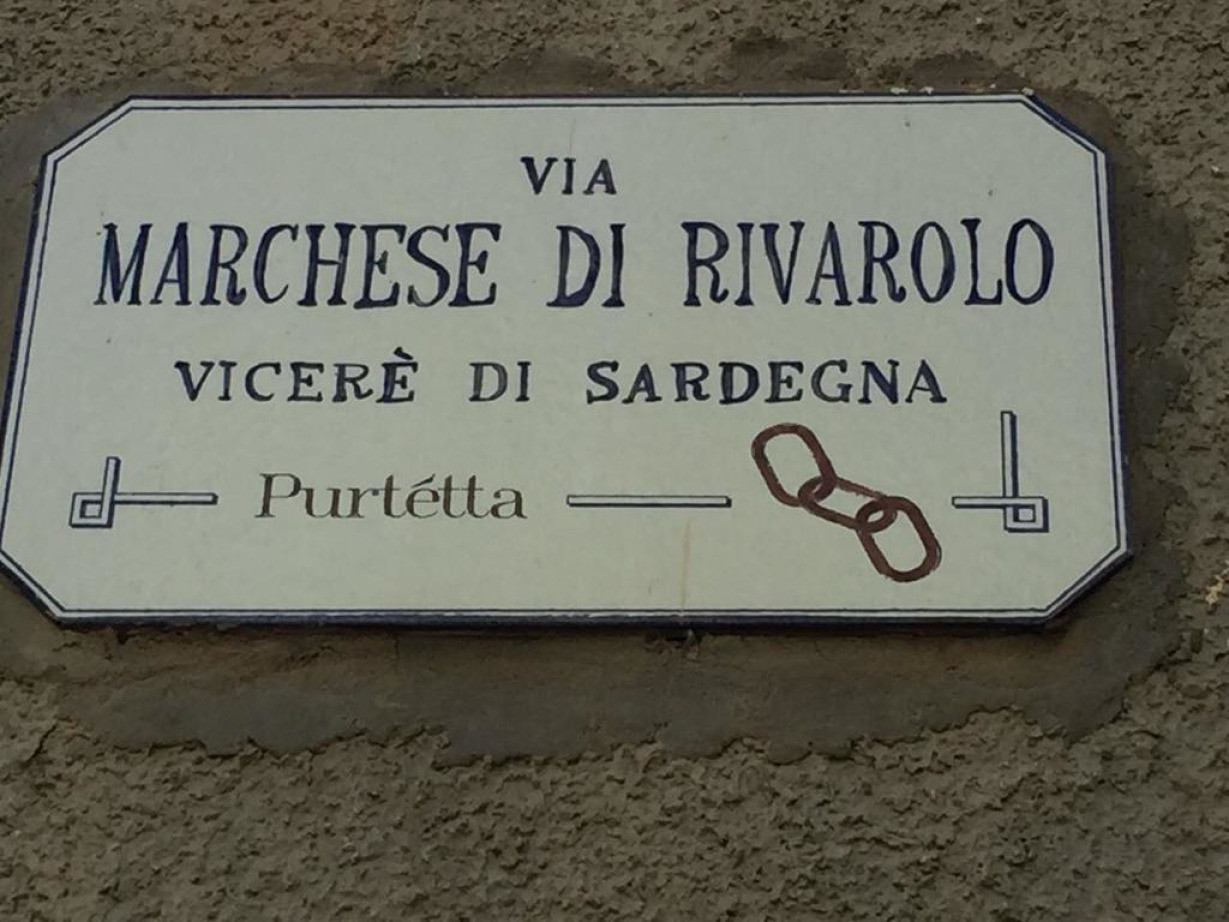 VIA
MARCHESE DI RIVAROLO
VICERÈ DI SARDEGNA
Purtétta